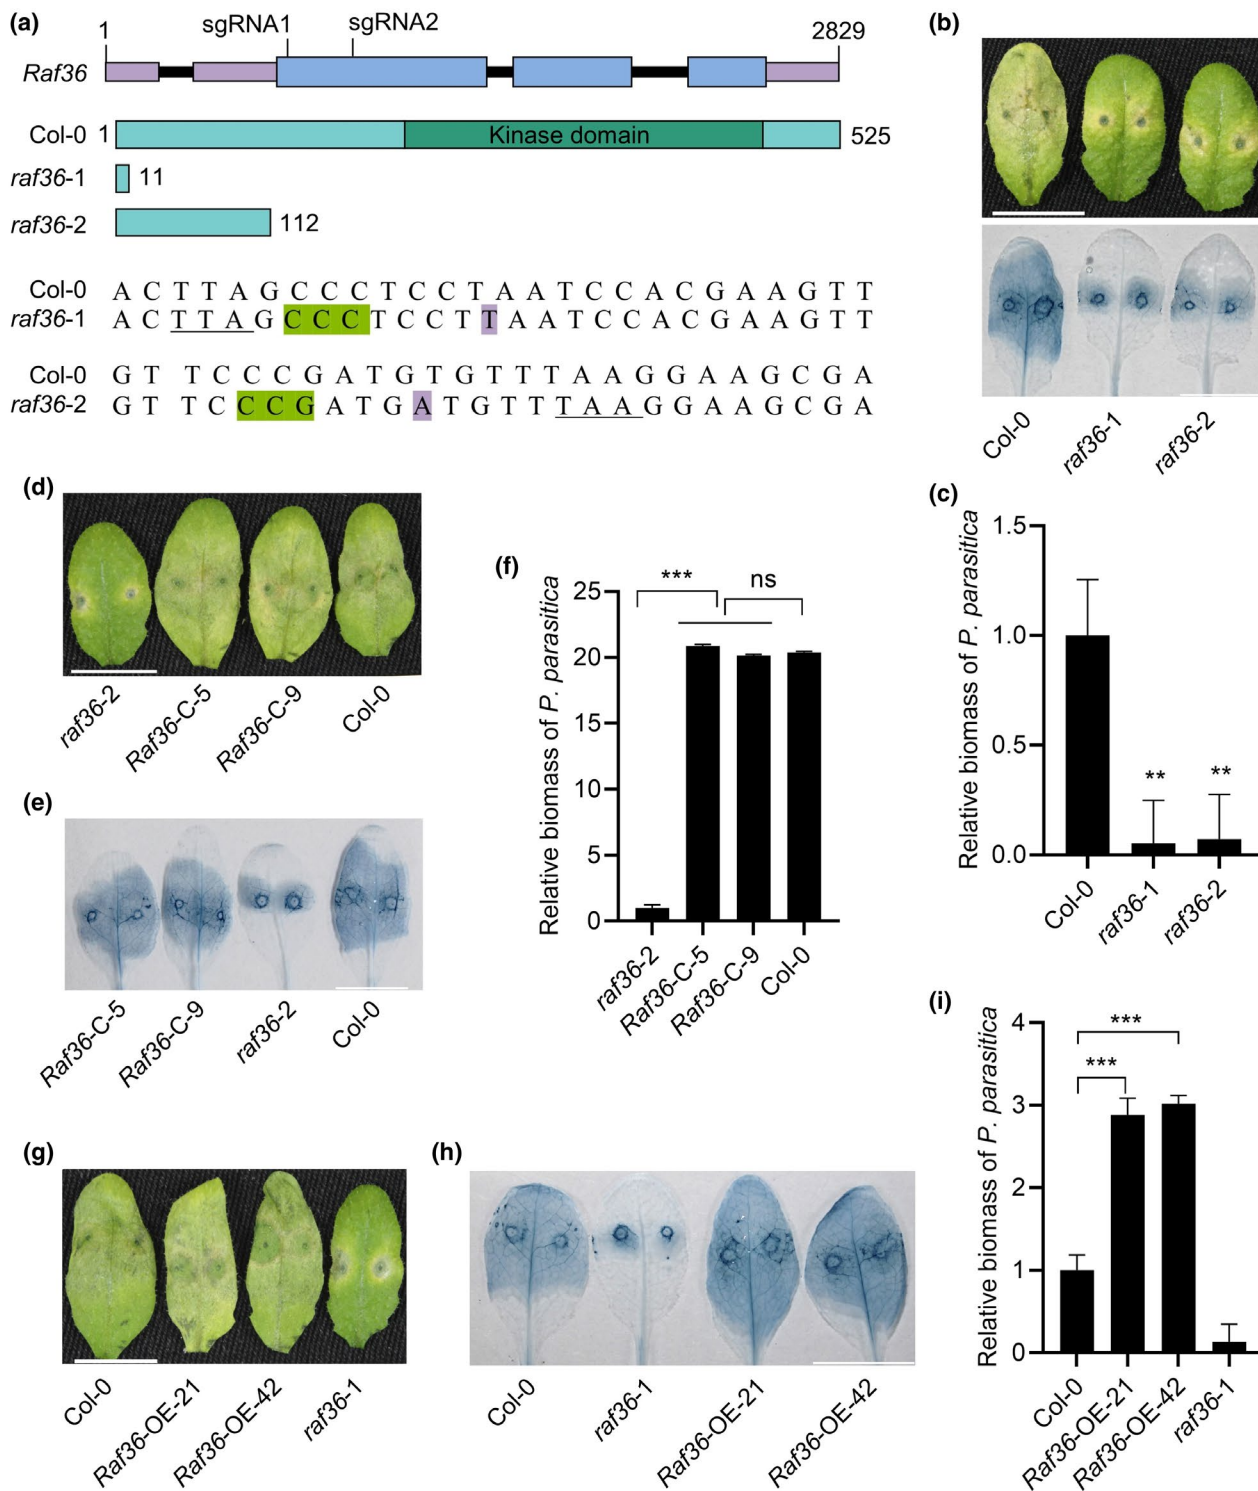 (a)
1 sgRNA1 sgRNA2 2829
Raf36
Col-0 1 Kinase domain 525
raf36-1 11
raf36-2 112
Col-0 A C T T A G C C C T C C T A A T C C A C G A A G T T
raf36-1 A C T T A G C C C T C C T T A A T C C A C G A A G T T
Col-0 G T T C C C C G A T G T G T T T A A G G A A G C G A
raf36-2 G T T C C C G A T G A T G T T T A A G G A A G C G A
(b)
Col-0 raf36-1 raf36-2
(c)
Relative biomass of P. parasitica
1.5
1.0
0.5
0.0
** **
Col-0 raf36-1 raf36-2
(d)
raf36-2 Raf36-C-5 Raf36-C-9 Col-0
(e)
Raf36-C-5 Raf36-C-9 raf36-2 Col-0
(f)
Relative biomass of P. parasitica
25
20
15
10
5
0
*** ns
raf36-2 Raf36-C-5 Raf36-C-9 Col-0
(g)
Col-0 Raf36-OE-21 Raf36-OE-42 raf36-1
(h)
Col-0 raf36-1 Raf36-OE-21 Raf36-OE-42
(i)
Relative biomass of P. parasitica
4
3
2
1
0
***
***
Col-0 Raf36-OE-21 Raf36-OE-42 raf36-1